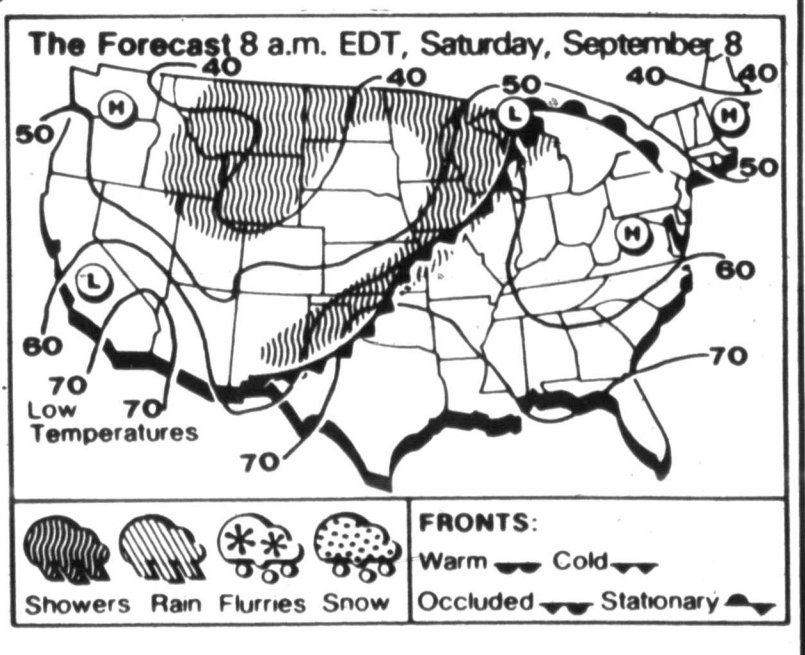 The Forecast 8 a.m. EDT, Saturday, September 8
40
40
50
40
40
H
L
H
50
50
H
L
60
60
70
70
70
Low
Temperatures
70
FRONTS:
Warm Cold
Showers Rain Flurries Snow
Occluded Stationary